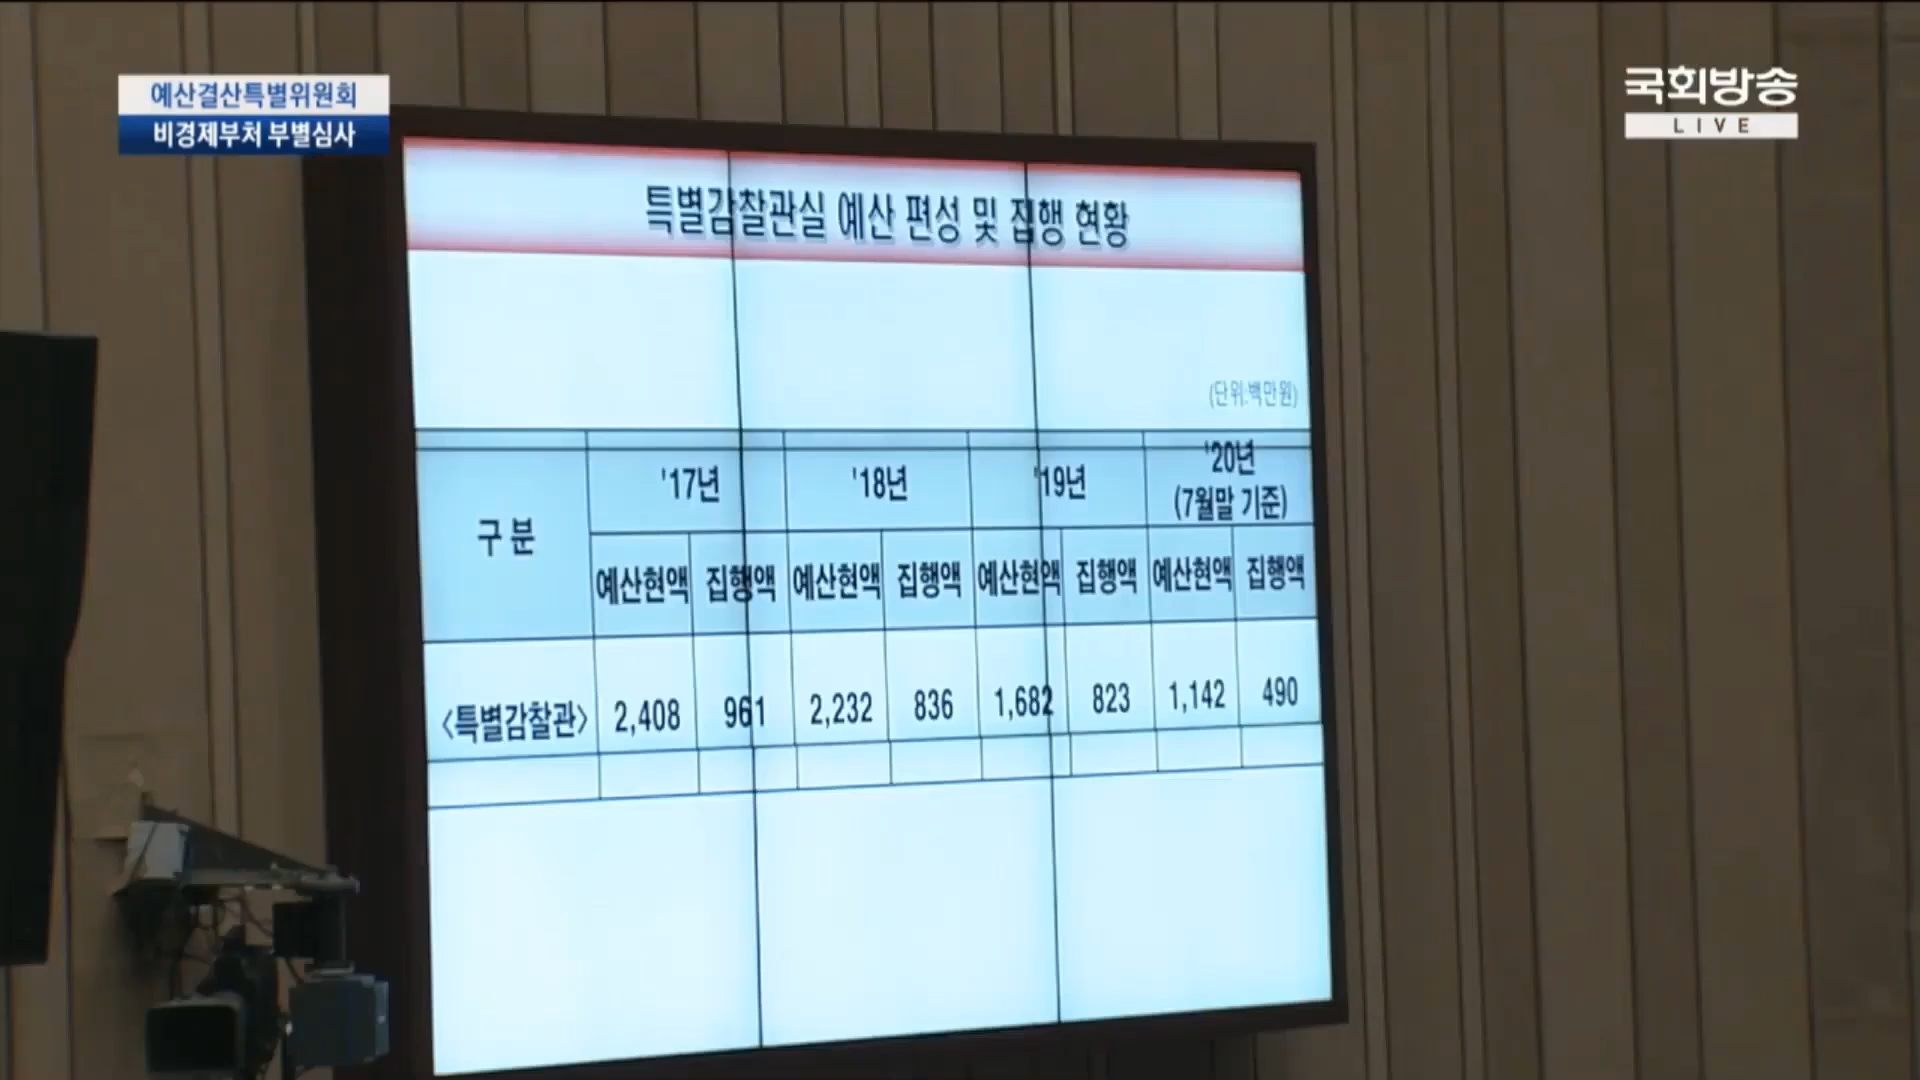 예산결산특별위원회
비경제부처 부별심사
국회방송
LIVE
특별감찰관실 예산 편성 및 집행 현황
(단위:백만원)
구 분 '17년 '18년 '19년 '20년
(7월말 기준)
예산현액 집행액 예산현액 집행액 예산현액 집행액 예산현액 집행액
<특별감찰관> 2,408 961 2,232 836 1,682 823 1,142 490